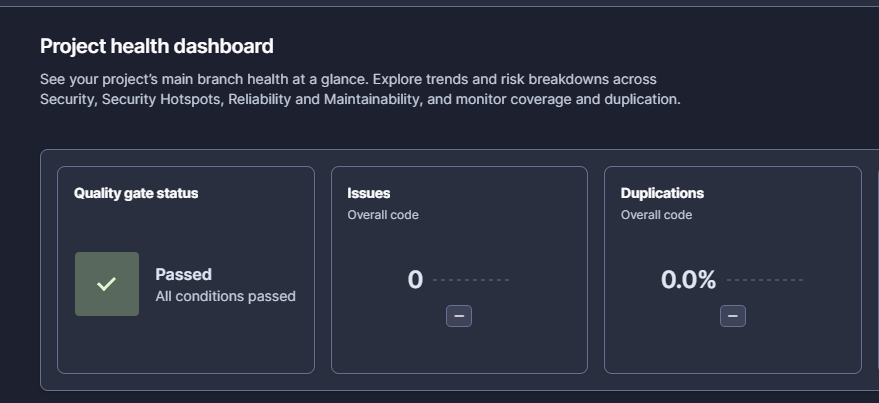 Project health dashboard
See your project’s main branch health at a glance. Explore trends and risk breakdowns across
Security, Security Hotspots, Reliability and Maintainability, and monitor coverage and duplication.
Quality gate status
Passed
All conditions passed
Issues
Overall code
0
Duplications
Overall code
0.0%